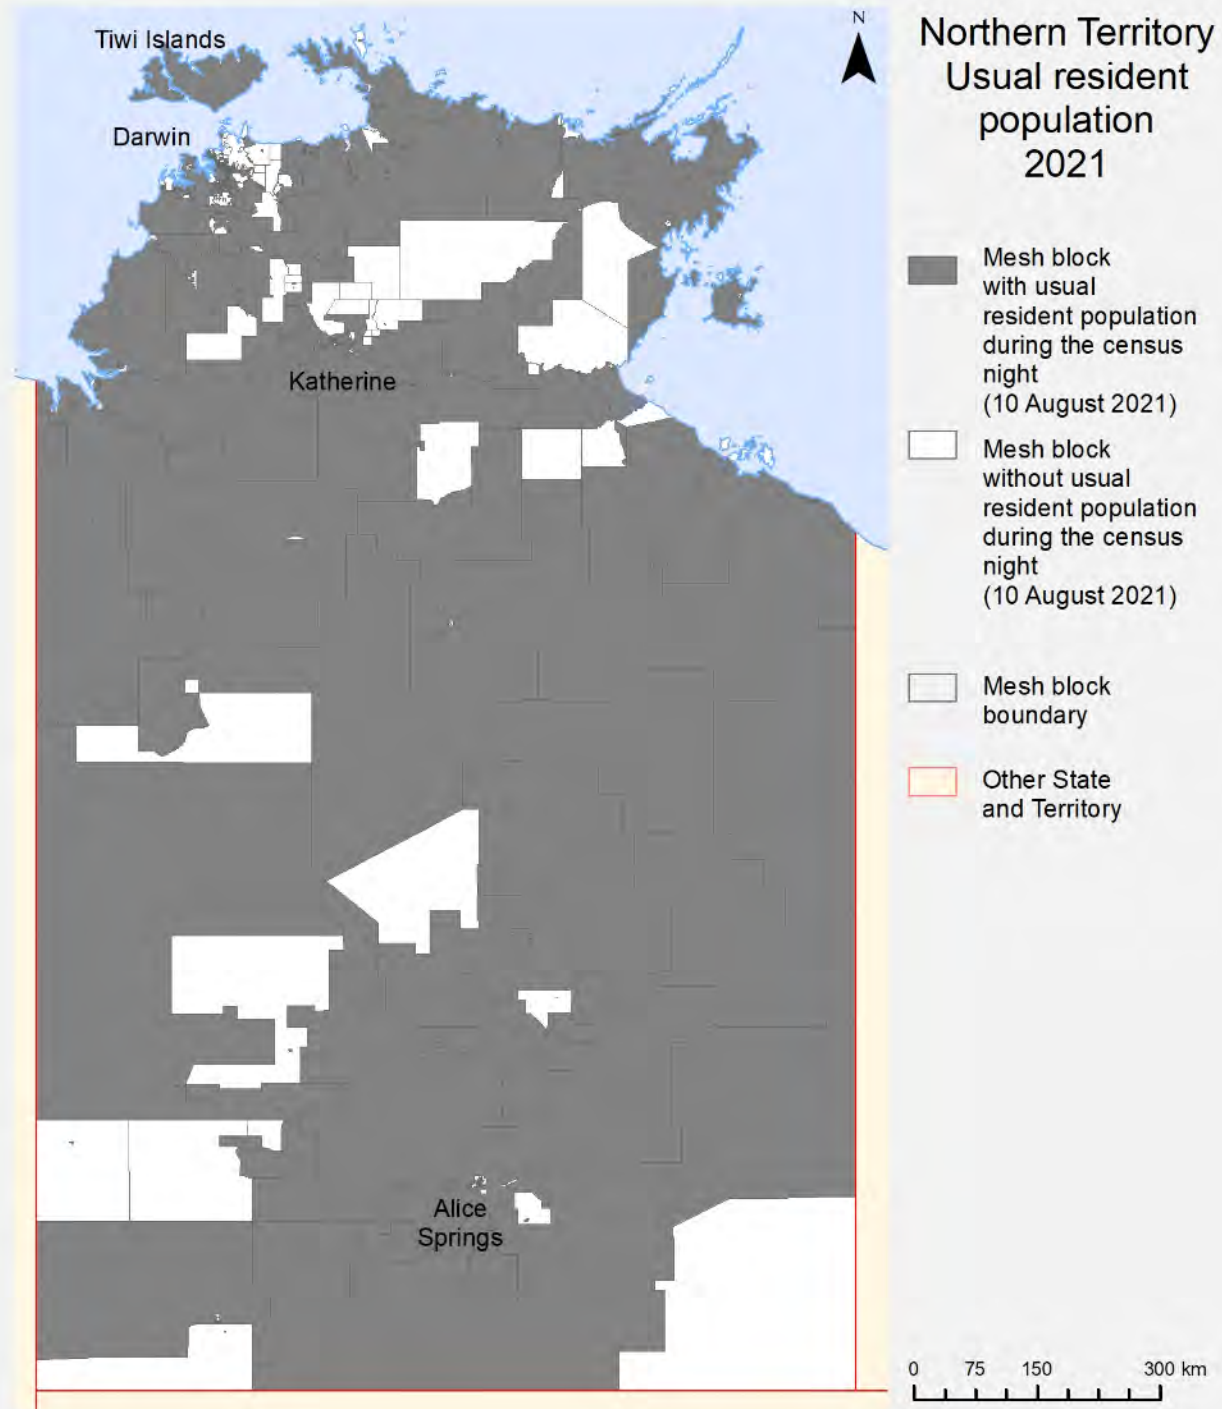 Northern Territory
Usual resident
population
2021
N
Tiwi Islands
Darwin
Katherine
Alice
Springs
Mesh block
with usual
resident population
during the census
night
(10 August 2021)
Mesh block
without usual
resident population
during the census
night
(10 August 2021)
Mesh block
boundary
Other State
and Territory
0 75 150 300 km